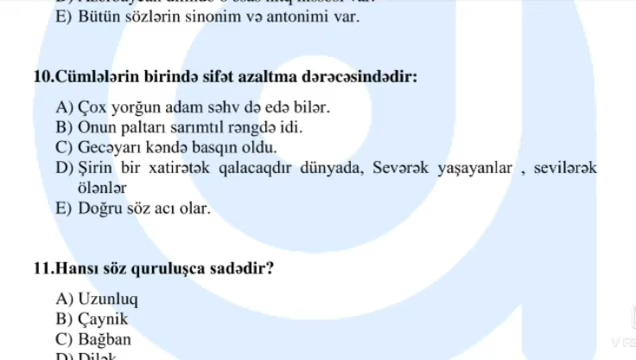 E) Bütün sözlərin sinonim və antonimi var.
10.Cümlələrin birində sifət azaltma dərəcəsindədir:
A) Çox yorğun adam səhv də edə bilər.
B) Onun paltarı sarımtıl rəngdə idi.
C) Gecəyarı kəndə basqın oldu.
D) Şirin bir xatirətək qalacaqdır dünyada, Sevərək yaşayanlar , sevilərək
ölənlər
E) Doğru söz acı olar.
11.Hansı söz quruluşca sadədir?
A) Uzunluq
B) Çaynik
C) Bağban
D) Dilək